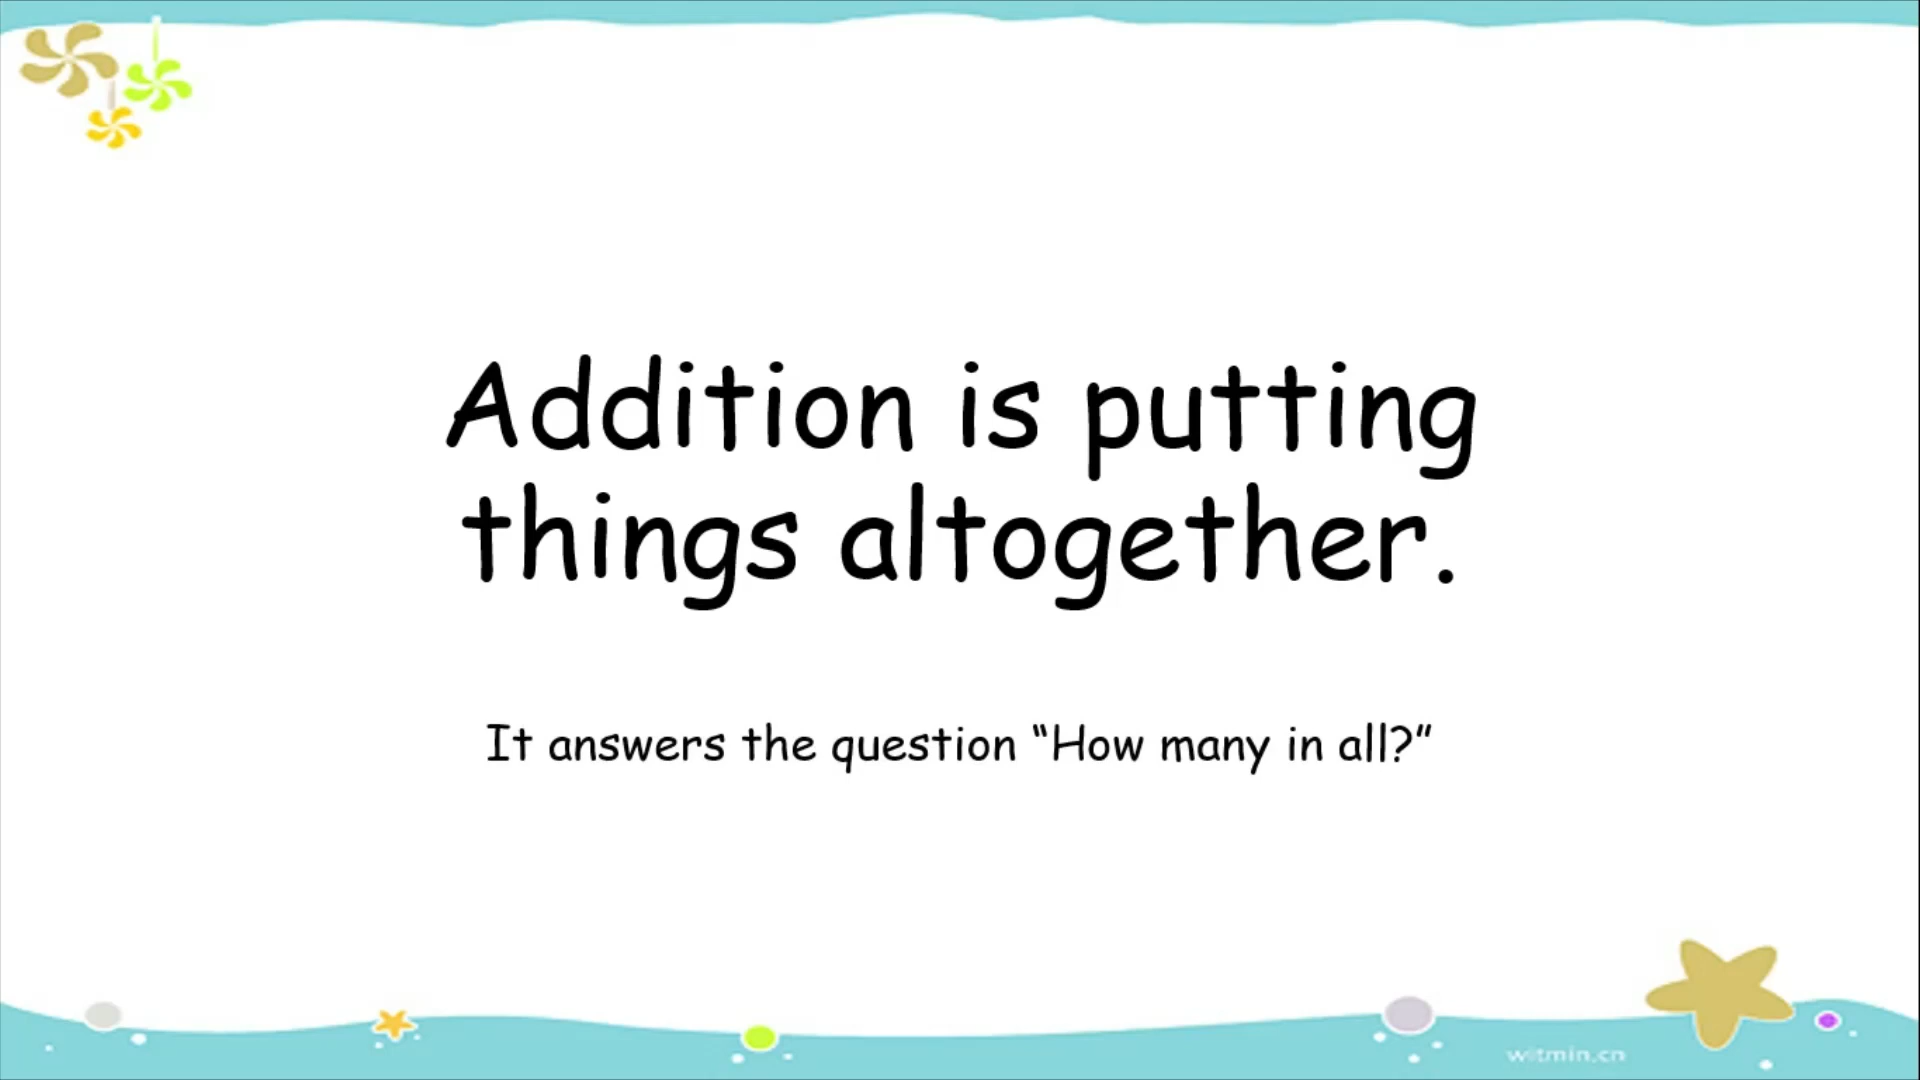 Addition is putting
things altogether.
It answers the question “How many in all?”
witmin.cn